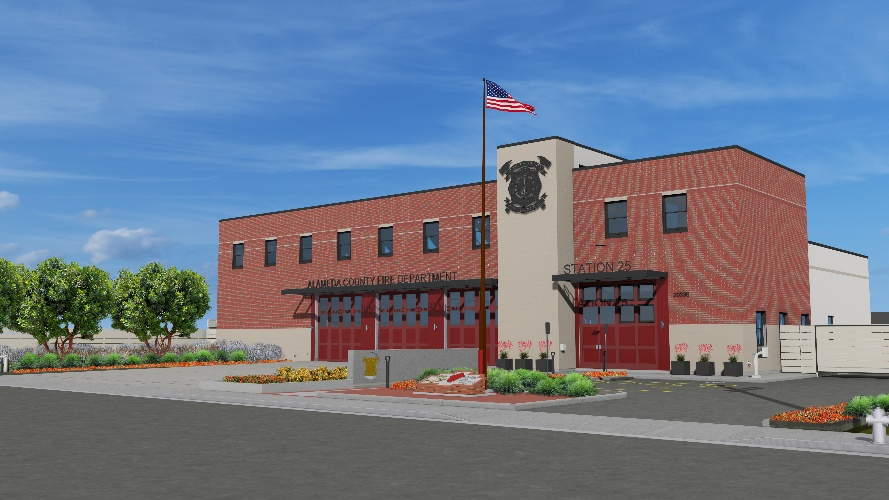 ALAMEDA COUNTY FIRE DEPARTMENT
STATION 25